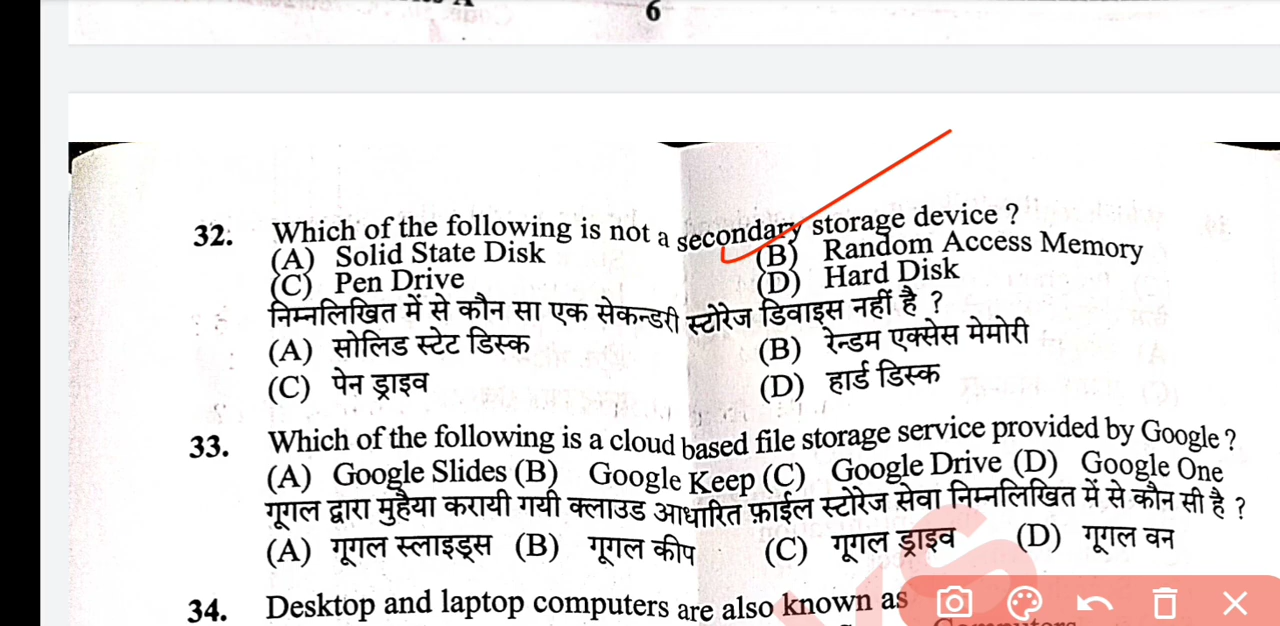 6
32. Which of the following is not a secondary storage device ?
(A) Solid State Disk (B) Random Access Memory
(C) Pen Drive (D) Hard Disk
निम्नलिखित में से कौन सा एक सेकन्डरी स्टोरेज डिवाइस नहीं है ?
(A) सोलिड स्टेट डिस्क (B) रेन्डम एक्सेस मेमोरी
(C) पेन ड्राइव (D) हार्ड डिस्क
33. Which of the following is a cloud based file storage service provided by Google ?
(A) Google Slides (B) Google Keep (C) Google Drive (D) Google One
गूगल द्वारा मुहैया करायी गयी क्लाउड आधारित फ़ाईल स्टोरेज सेवा निम्नलिखित में से कौन सी है ?
(A) गूगल स्लाइड्स (B) गूगल कीप (C) गूगल ड्राइव (D) गूगल वन
34. Desktop and laptop computers are also known as